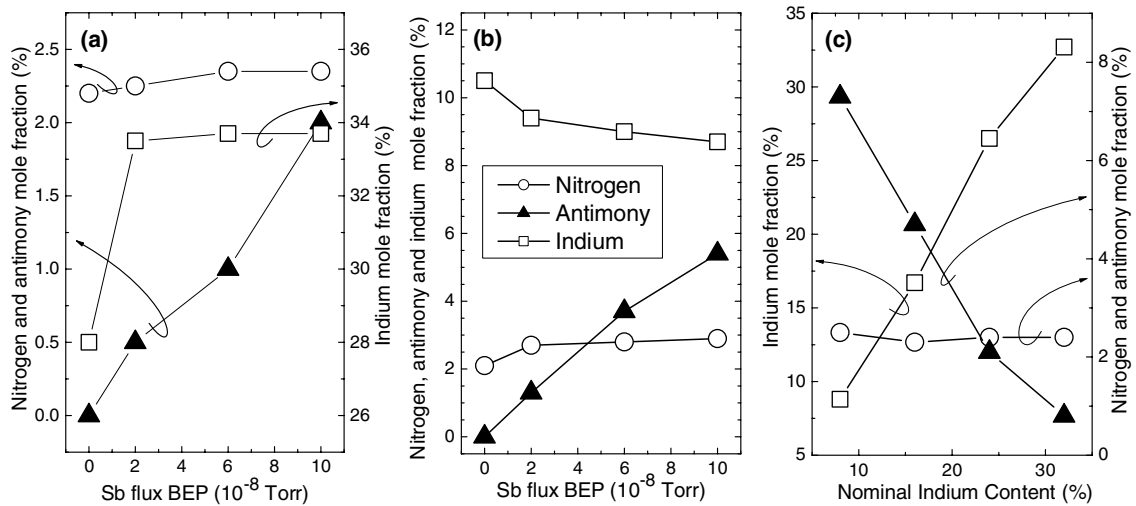 (a)
Nitrogen and antimony mole fraction (%)
2.5
2.0
1.5
1.0
0.5
0.0
36
34
32
30
28
26
Indium mole fraction (%)
0 2 6 10
Sb flux BEP (10⁻⁸ Torr)
(b)
Nitrogen, antimony and indium mole fraction (%)
12
10
8
6
4
2
0
Nitrogen
Antimony
Indium
0 2 6 10
Sb flux BEP (10⁻⁸ Torr)
(c)
Indium mole fraction (%)
35
30
25
20
15
10
5
8
6
4
2
0
Nitrogen and antimony mole fraction (%)
10 20 30
Nominal Indium Content (%)